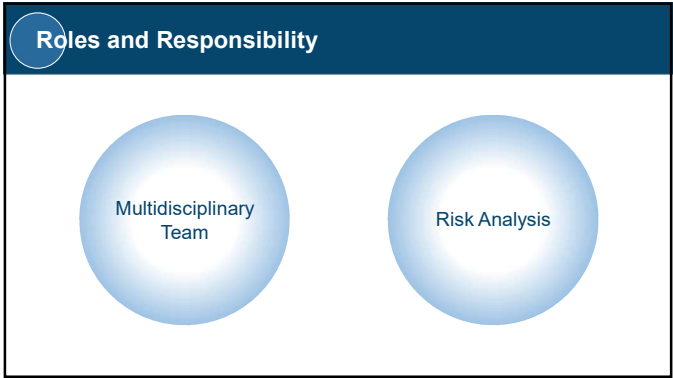 Roles and Responsibility
Multidisciplinary
Team
Risk Analysis